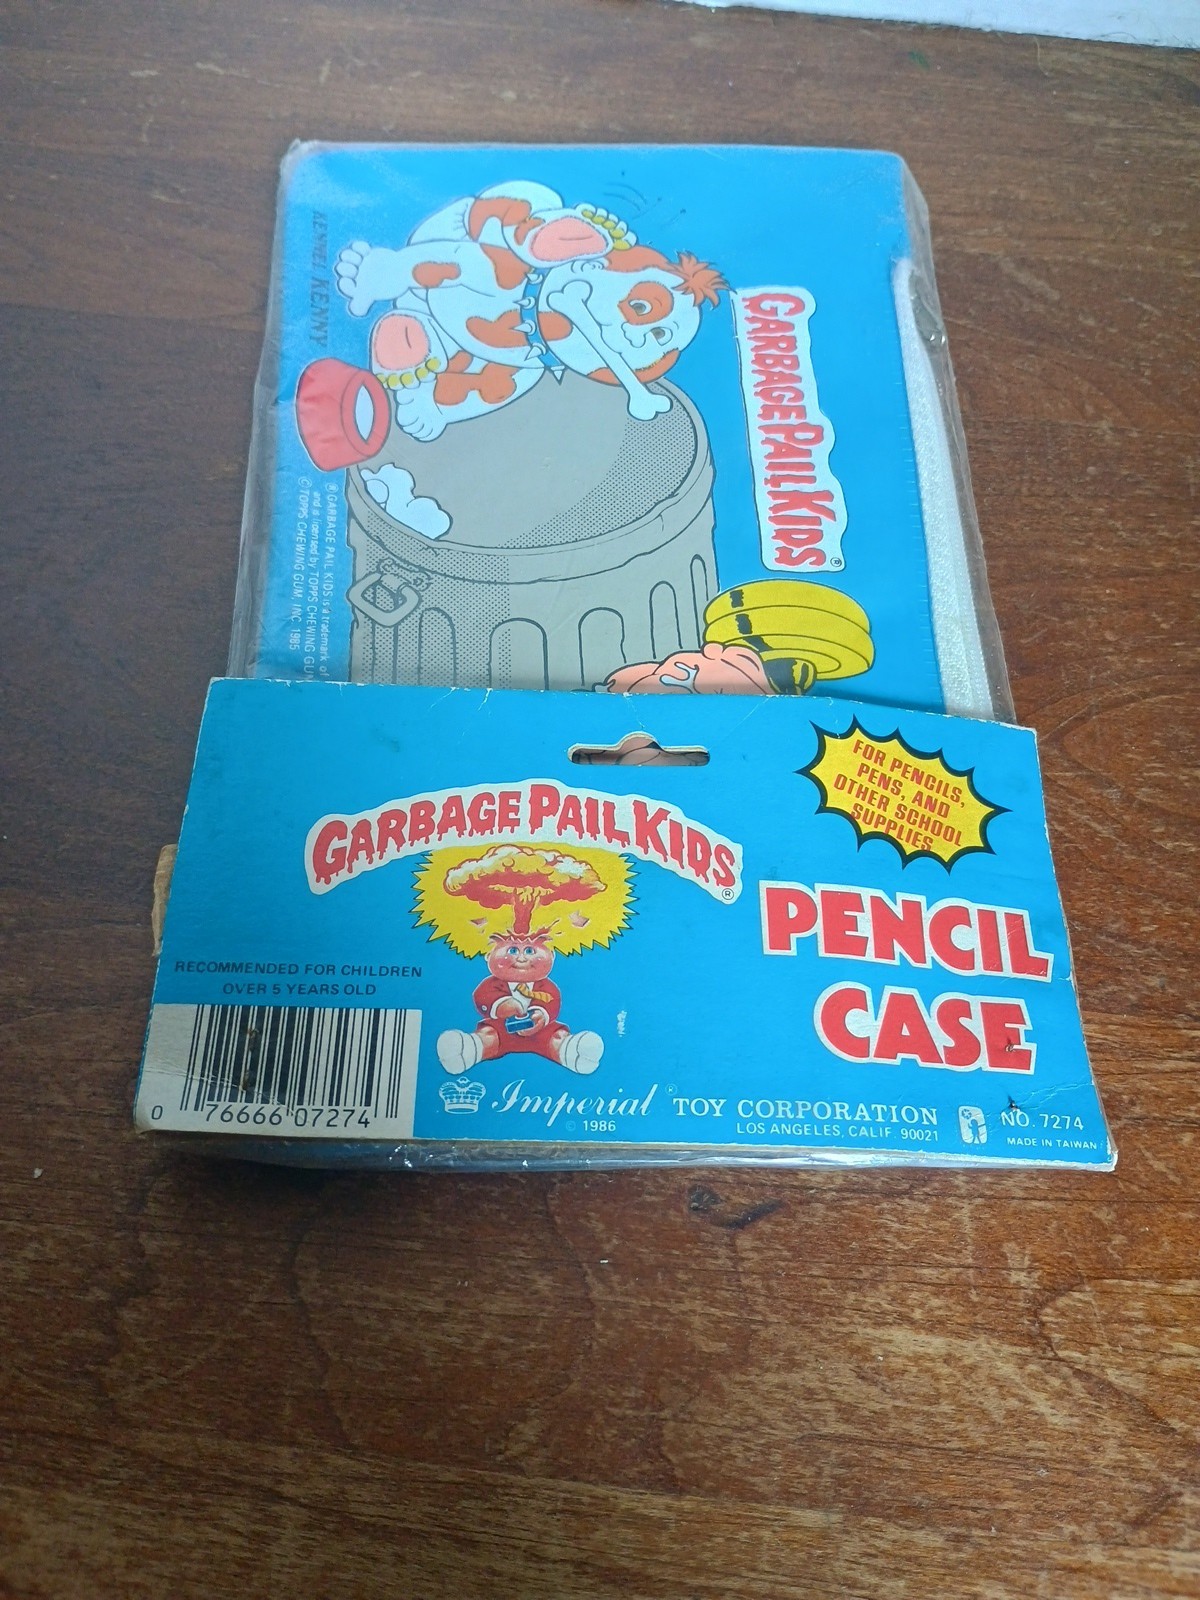 KENNEL KENNY
GARBAGE PAIL KIDS®
® GARBAGE PAIL KIDS is a trademark of
and is licensed by TOPPS CHEWING GUM,
© TOPPS CHEWING GUM, INC. 1985
GARBAGE PAIL KIDS®
FOR PENCILS,
PENS, AND
OTHER SCHOOL
SUPPLIES
PENCIL
CASE
RECOMMENDED FOR CHILDREN
OVER 5 YEARS OLD
0 76666 07274
Imperial® TOY CORPORATION
© 1986
LOS ANGELES, CALIF. 90021
NO. 7274
MADE IN TAIWAN